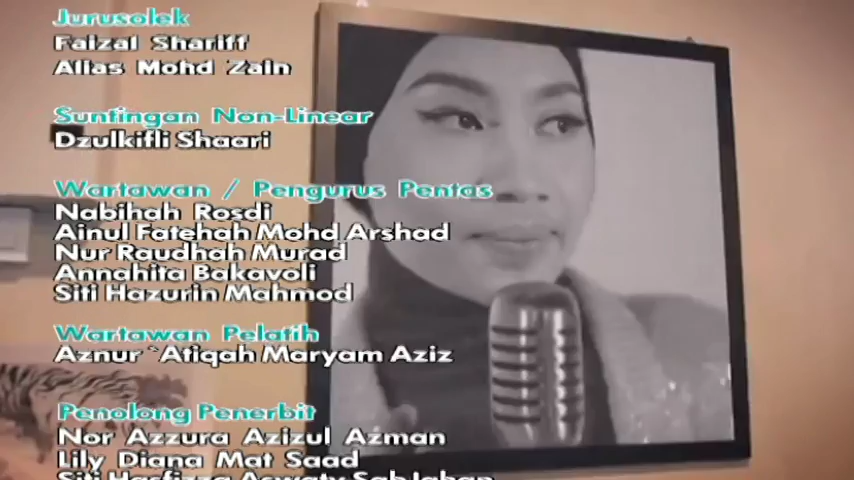 Jurusolek
Faizal Shariff
Alias Mohd Zain
Suntingan Non-Linear
Dzulkifli Shaari
Wartawan / Pengurus Pentas
Nabihah Rosdi
Ainul Fatehah Mohd Arshad
Nur Raudhah Murad
Annahita Bakavoli
Siti Hazurin Mahmod
Wartawan Pelatih
Aznur `Atiqah Maryam Aziz
Penolong Penerbit
Nor Azzura Azizul Azman
Lily Diana Mat Saad
Siti